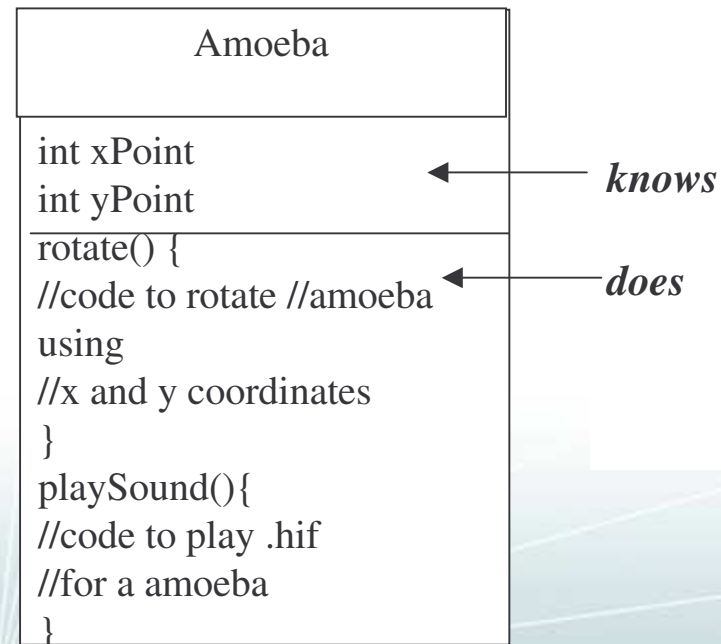 Amoeba
int xPoint
int yPoint
knows
rotate() {
//code to rotate //amoeba
using
//x and y coordinates
}
does
playSound(){
//code to play .hif
//for a amoeba
}